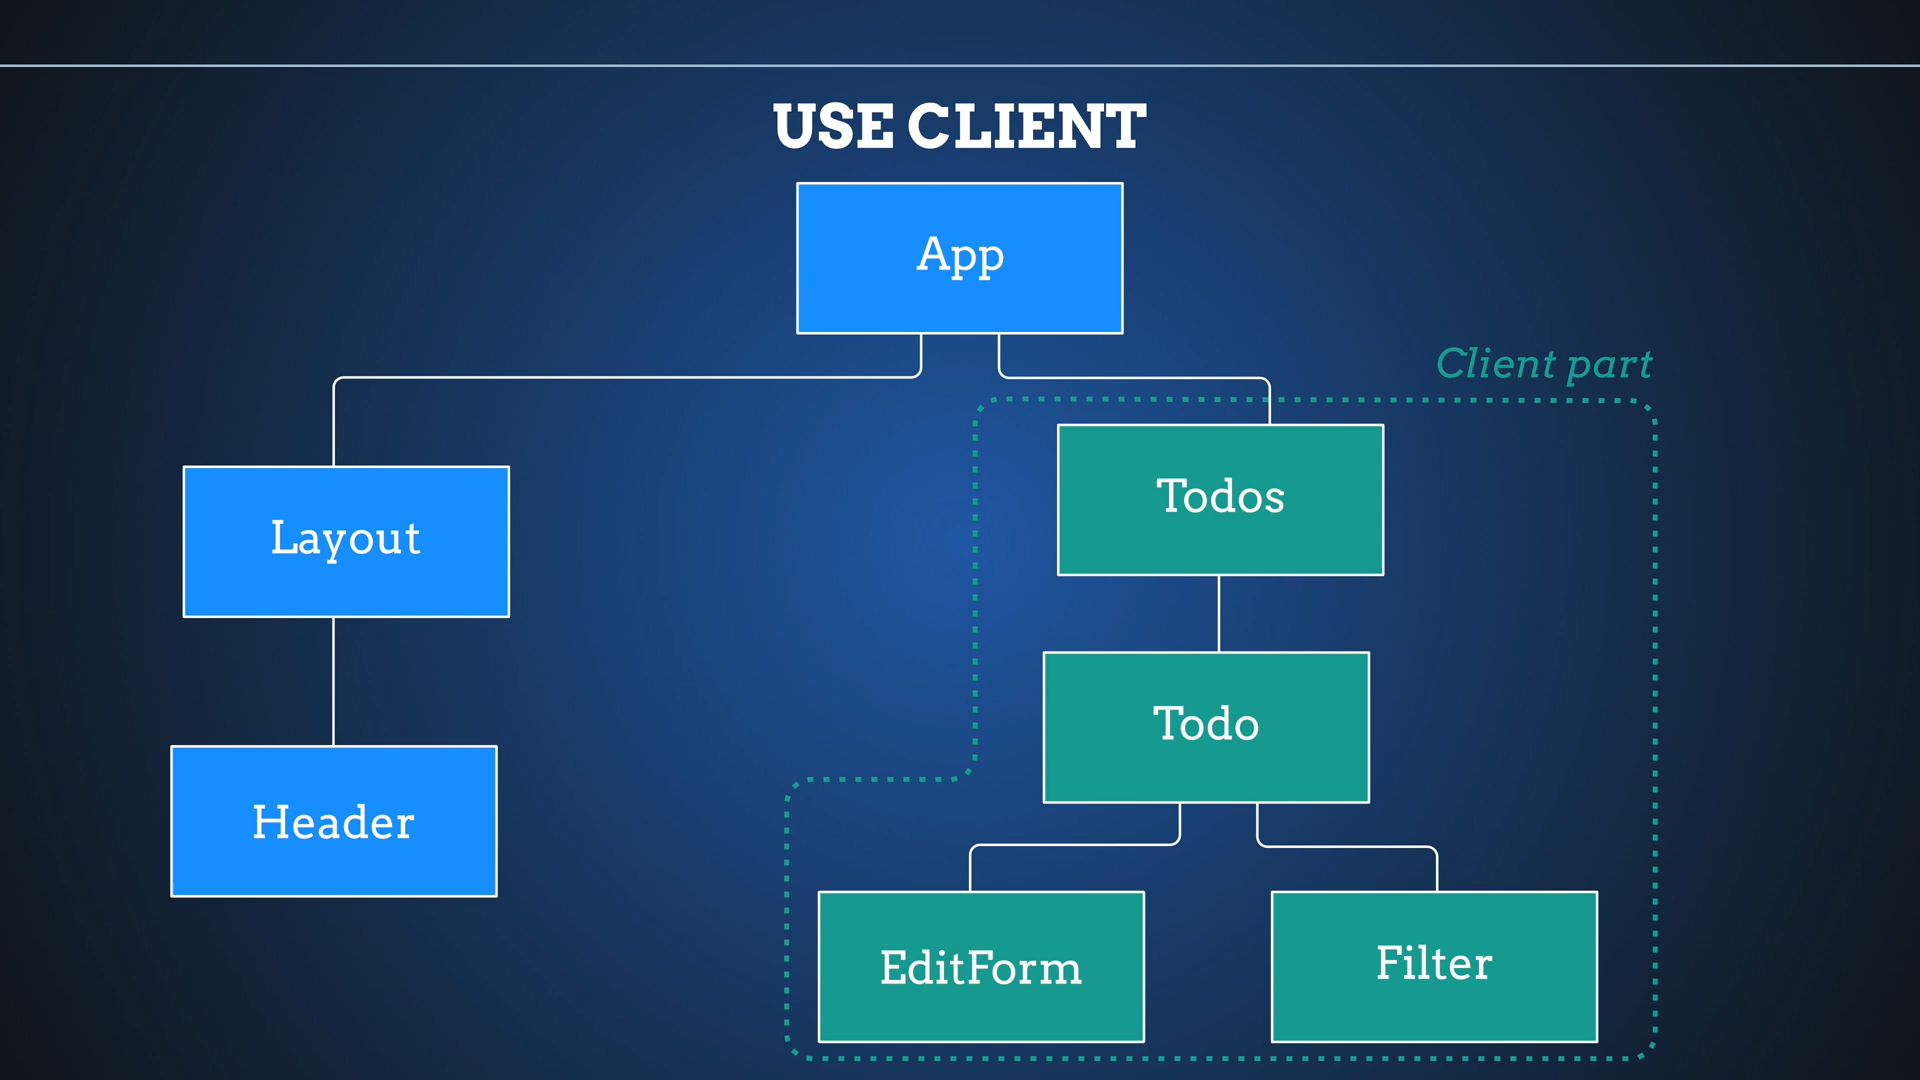 USE CLIENT
App
Client part
Todos
Layout
Todo
Header
EditForm
Filter